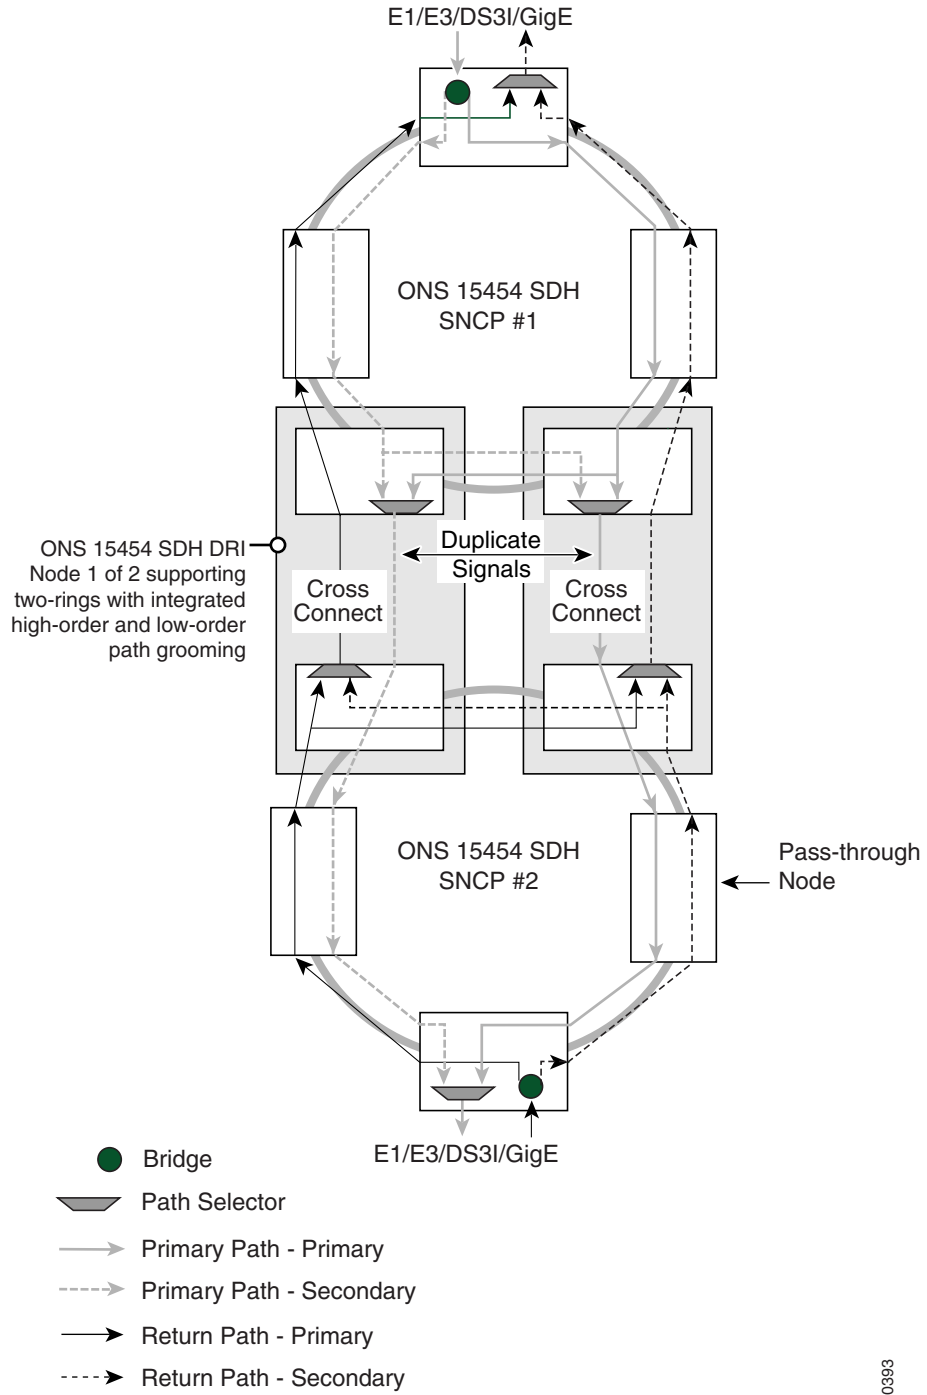 E1/E3/DS3I/GigE
ONS 15454 SDH
SNCP #1
ONS 15454 SDH DRI
Node 1 of 2 supporting
two-rings with integrated
high-order and low-order
path grooming
Duplicate
Signals
Cross
Connect
Cross
Connect
ONS 15454 SDH
SNCP #2
Pass-through
Node
E1/E3/DS3I/GigE
Bridge
Path Selector
Primary Path - Primary
Primary Path - Secondary
Return Path - Primary
Return Path - Secondary
0393